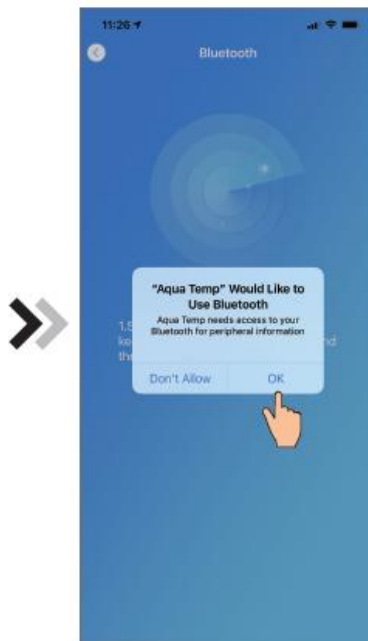 11:26
Bluetooth
"Aqua Temp" Would Like to
Use Bluetooth
Aqua Temp needs access to your
Bluetooth for peripheral information
Don't Allow
OK